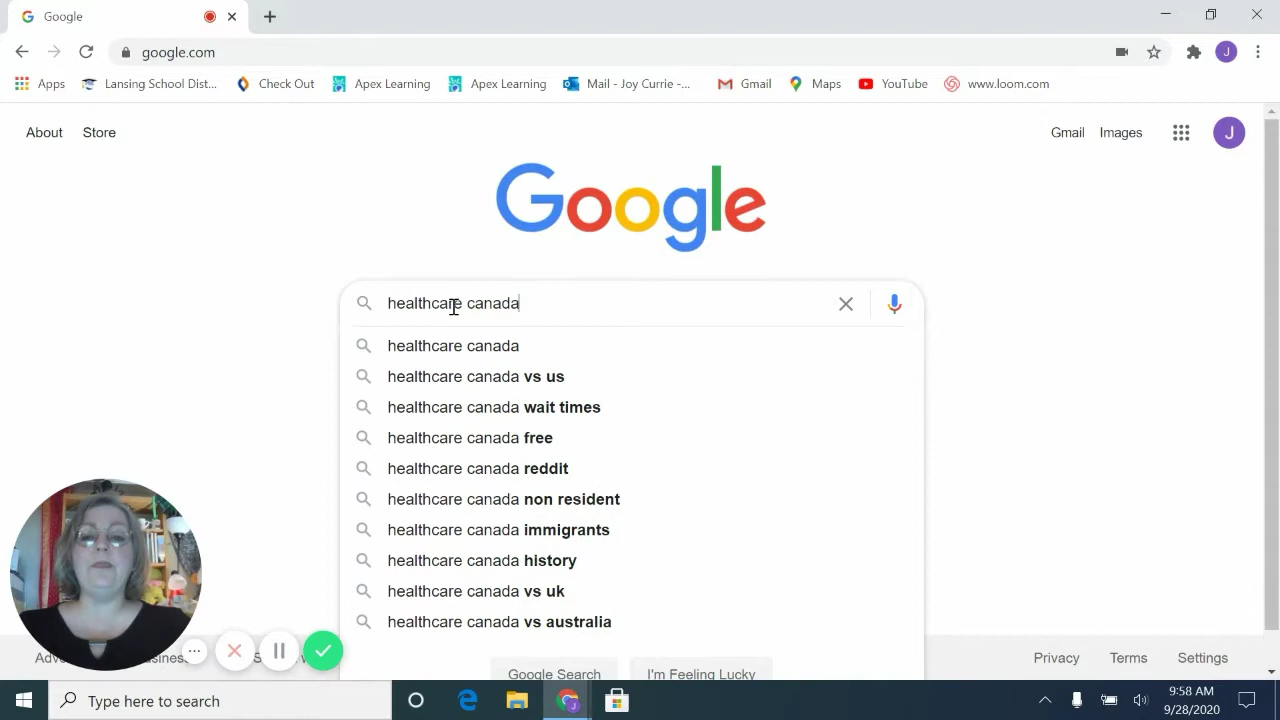 Google
google.com
Apps
Lansing School Dist...
Check Out
Apex Learning
Apex Learning
Mail - Joy Currie -...
Gmail
Maps
YouTube
www.loom.com
About
Store
Gmail
Images
J
Google
healthcare canada
healthcare canada
healthcare canada vs us
healthcare canada wait times
healthcare canada free
healthcare canada reddit
healthcare canada non resident
healthcare canada immigrants
healthcare canada history
healthcare canada vs uk
healthcare canada vs australia
Google Search
I'm Feeling Lucky
Privacy
Terms
Settings
Type here to search
9:58 AM
9/28/2020